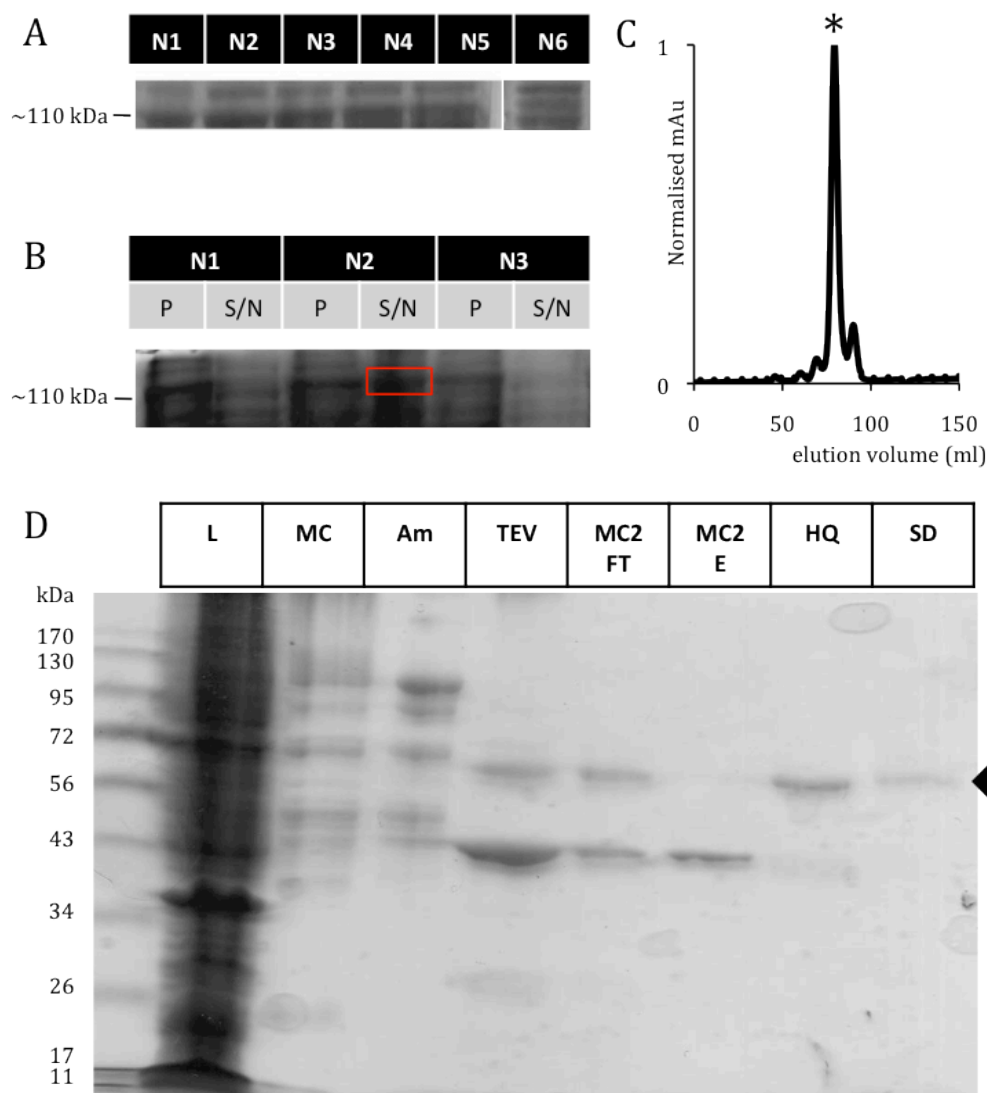 A
N1 N2 N3 N4 N5 N6
~110 kDa
B
N1 N2 N3
P S/N P S/N P S/N
~110 kDa
C
*
1
Normalised mAu
0
0 50 100 150
elution volume (ml)
D
L MC Am TEV MC2 MC2 HQ SD
FT E
kDa
170
130
95
72
56
43
34
26
17
11